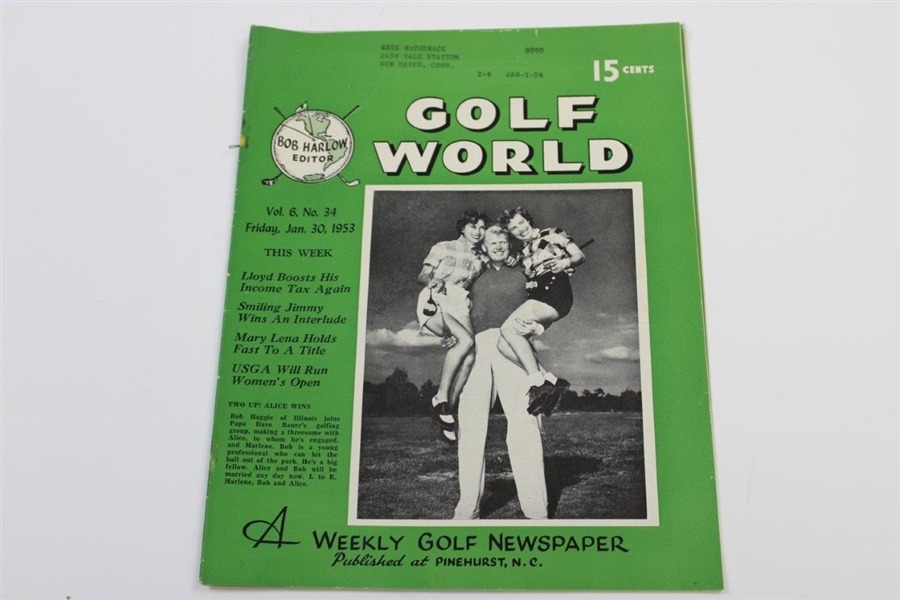 MARK McCORMACK 8090
2484 YALE STATION
NEW HAVEN, CONN.
Z-4 JAN-1-54
15 CENTS
GOLF
WORLD
BOB HARLOW
EDITOR
Vol. 6, No. 34
Friday, Jan. 30, 1953
THIS WEEK
Lloyd Boosts His
Income Tax Again
Smiling Jimmy
Wins An Interlude
Mary Lena Holds
Fast To A Title
USGA Will Run
Women's Open
TWO UP! ALICE WINS
Bob Haggie of Illinois joins
Papa Dave Bauer's golfing
group, making a threesome with
Alice, to whom he's engaged,
and Marlene. Bob is a young
professional who can hit the
ball out of the park. He's a big
fellow. Alice and Bob will be
married any day now. L to R,
Marlene, Bob and Alice.
A WEEKLY GOLF NEWSPAPER
Published at PINEHURST, N. C.